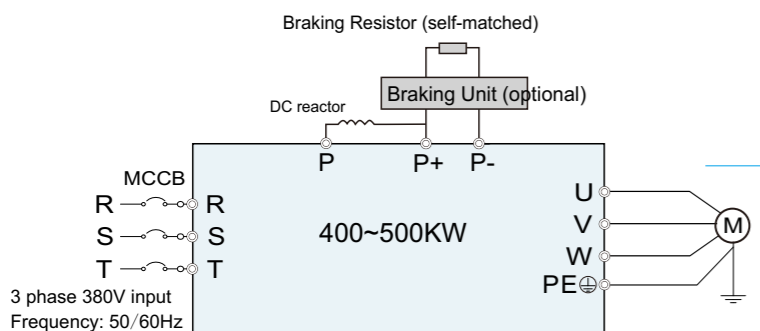 Braking Resistor (self-matched)
Braking Unit (optional)
DC reactor
P P+ P-
MCCB
R R
S S
T T
400~500KW
U
V
W
PE
M
3 phase 380V input
Frequency: 50/60Hz